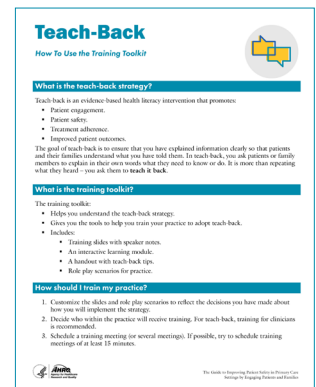 Teach-Back
How To Use the Training Toolkit
What is the teach-back strategy?
Teach-back is an evidence-based health literacy intervention that promotes:
▪ Patient engagement.
▪ Patient safety.
▪ Treatment adherence.
▪ Improved patient outcomes.
The goal of teach-back is to ensure that you have explained information clearly so that patients
and their families understand what you have told them. In teach-back, you ask patients or family
members to explain in their own words what they need to know or do. It is more than repeating
what they heard – you ask them to teach it back.
What is the training toolkit?
The training toolkit:
▪ Helps you understand the teach-back strategy.
▪ Gives you the tools to help you train your practice to adopt teach-back.
▪ Includes:
▪ Training slides with speaker notes.
▪ An interactive learning module.
▪ A handout with teach-back tips.
▪ Role play scenarios for practice.
How should I train my practice?
1. Customize the slides and role play scenarios to reflect the decisions you have made about
how you will implement the strategy.
2. Decide who within the practice will receive training. For teach-back, training for clinicians
is recommended.
3. Schedule a training meeting (or several meetings). If possible, try to schedule training
meetings of at least 15 minutes.
AHRQ
Agency for Healthcare
Research and Quality
The Guide to Improving Patient Safety in Primary Care
Settings by Engaging Patients and Families